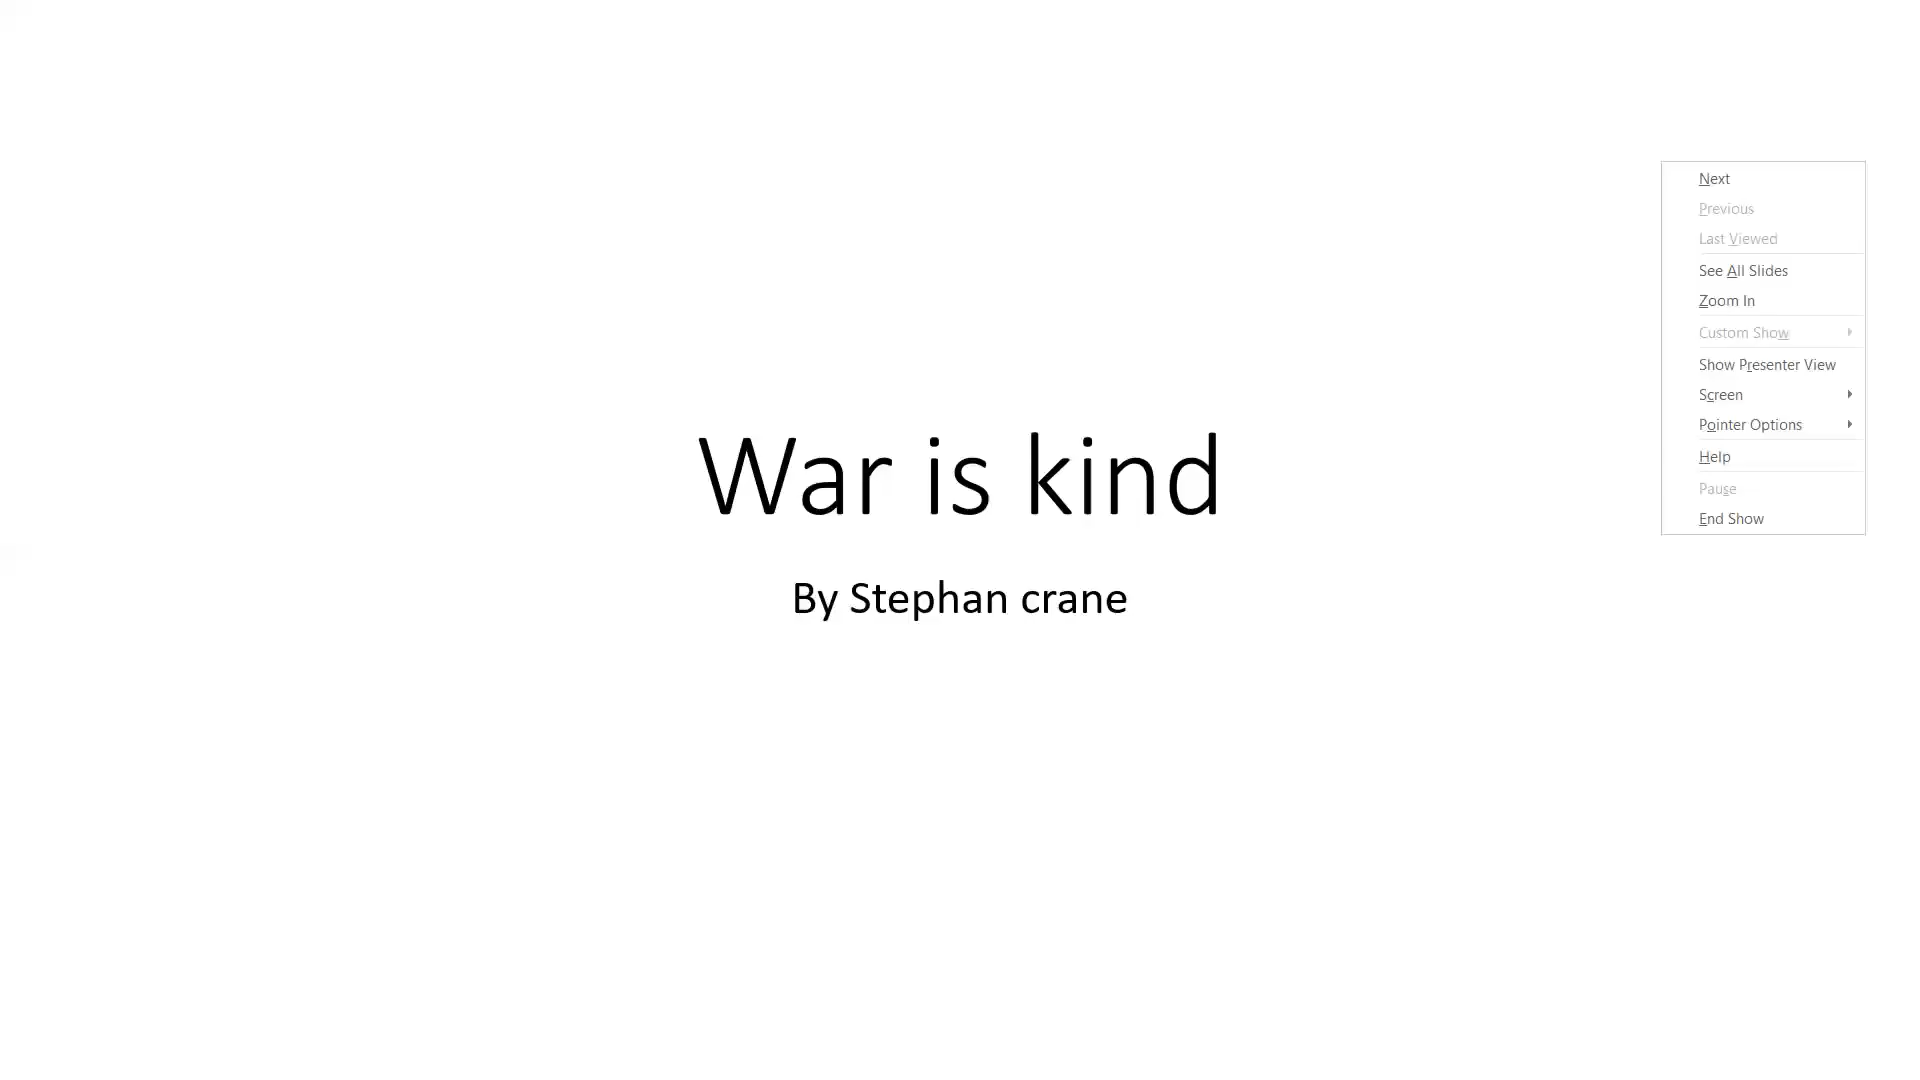 War is kind
By Stephan crane
Next
Previous
Last Viewed
See All Slides
Zoom In
Custom Show
Show Presenter View
Screen
Pointer Options
Help
Pause
End Show